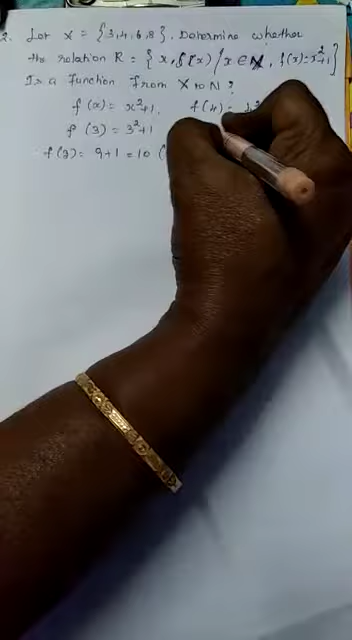 2. Let X = {3,4,6,8}. Determine whether
the relation R = {x, f(x) / x ∈ X, f(x) = x²+1}
Is a function from X to N?
f(x) = x²+1. f(4) =
f(3) = 3²+1
f(3) = 9+1 = 10